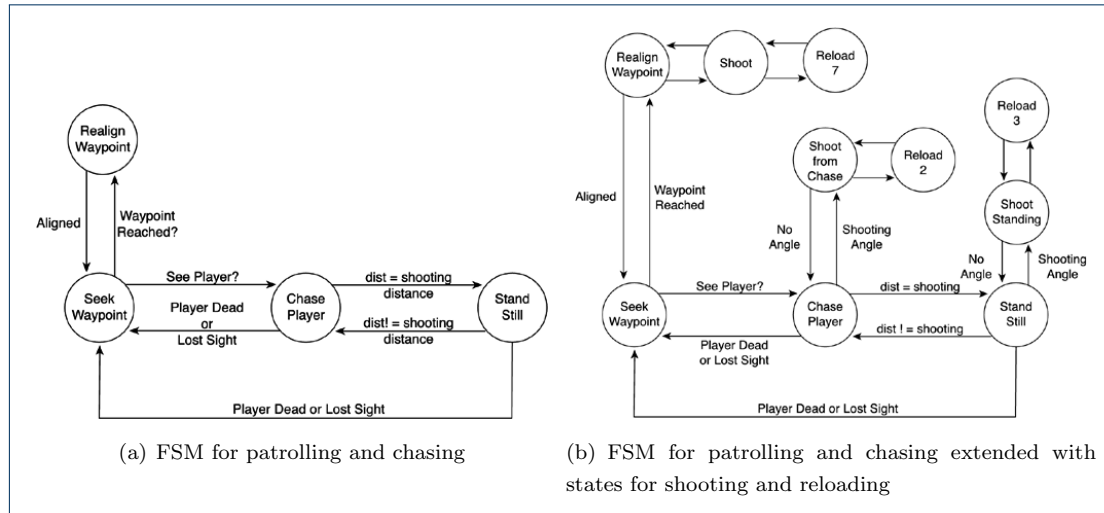 Realign
Waypoint
Aligned
Waypoint
Reached?
Seek
Waypoint
See Player?
Player Dead
or
Lost Sight
Chase
Player
dist = shooting
distance
dist! = shooting
distance
Stand
Still
Player Dead or Lost Sight
(a) FSM for patrolling and chasing
Realign
Waypoint
Shoot
Reload
7
Aligned
Waypoint
Reached
Shoot
from
Chase
Reload
2
No
Angle
Shooting
Angle
Reload
3
Shoot
Standing
No
Angle
Shooting
Angle
Seek
Waypoint
See Player?
Player Dead
or Lost Sight
Chase
Player
dist = shooting
dist ! = shooting
Stand
Still
Player Dead or Lost Sight
(b) FSM for patrolling and chasing extended with
states for shooting and reloading